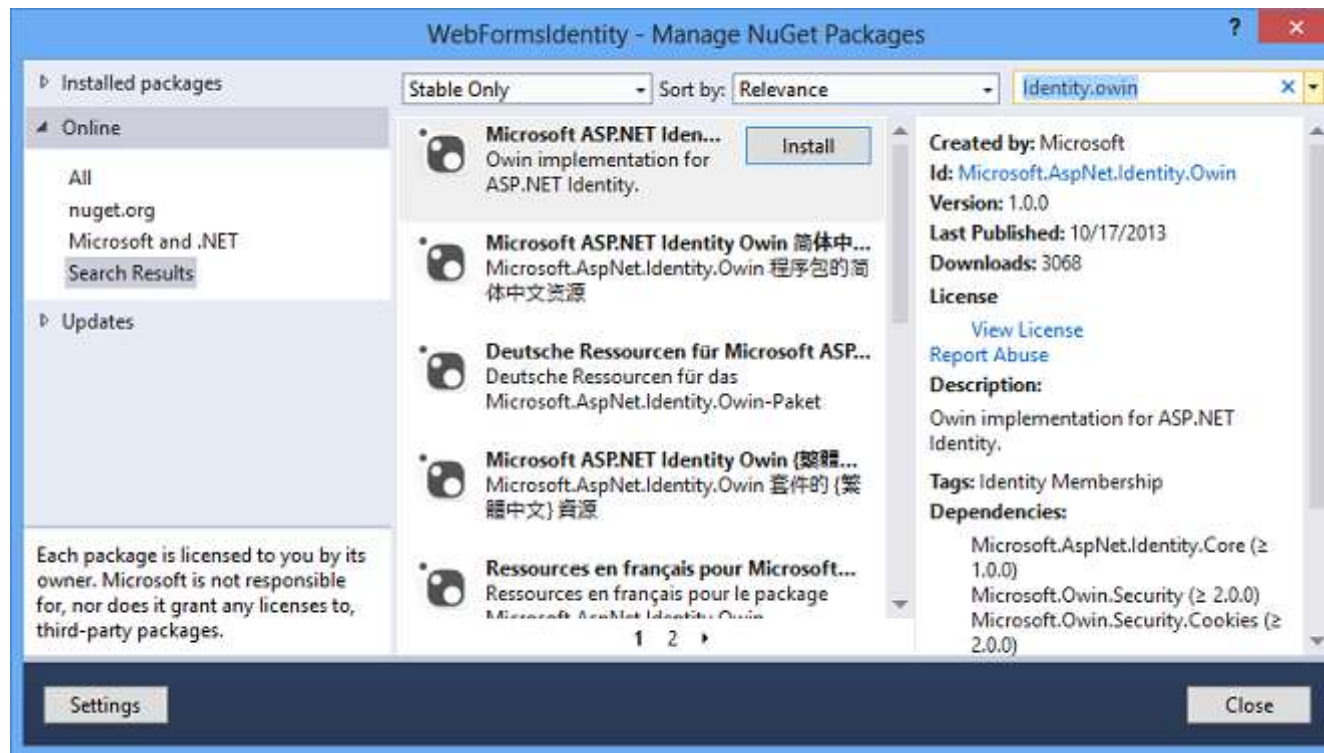 WebFormsIdentity - Manage NuGet Packages
?
Installed packages
Online
All
nuget.org
Microsoft and .NET
Search Results
Updates
Each package is licensed to you by its
owner. Microsoft is not responsible
for, nor does it grant any licenses to,
third-party packages.
Stable Only
Sort by: Relevance
Identity.owin
Microsoft ASP.NET Iden...
Install
Owin implementation for
ASP.NET Identity.
Microsoft ASP.NET Identity Owin 简体中...
Microsoft.AspNet.Identity.Owin 程序包的简
体中文资源
Deutsche Ressourcen für Microsoft ASP...
Deutsche Ressourcen für das
Microsoft.AspNet.Identity.Owin-Paket
Microsoft ASP.NET Identity Owin {繁體...
Microsoft.AspNet.Identity.Owin 套件的 {繁
體中文} 資源
Ressources en français pour Microsoft...
Ressources en français pour le package
Microsoft.AspNet.Identity.Owin
1 2
Created by: Microsoft
Id: Microsoft.AspNet.Identity.Owin
Version: 1.0.0
Last Published: 10/17/2013
Downloads: 3068
License
View License
Report Abuse
Description:
Owin implementation for ASP.NET
Identity.
Tags: Identity Membership
Dependencies:
Microsoft.AspNet.Identity.Core (≥
1.0.0)
Microsoft.Owin.Security (≥ 2.0.0)
Microsoft.Owin.Security.Cookies (≥
2.0.0)
Settings
Close